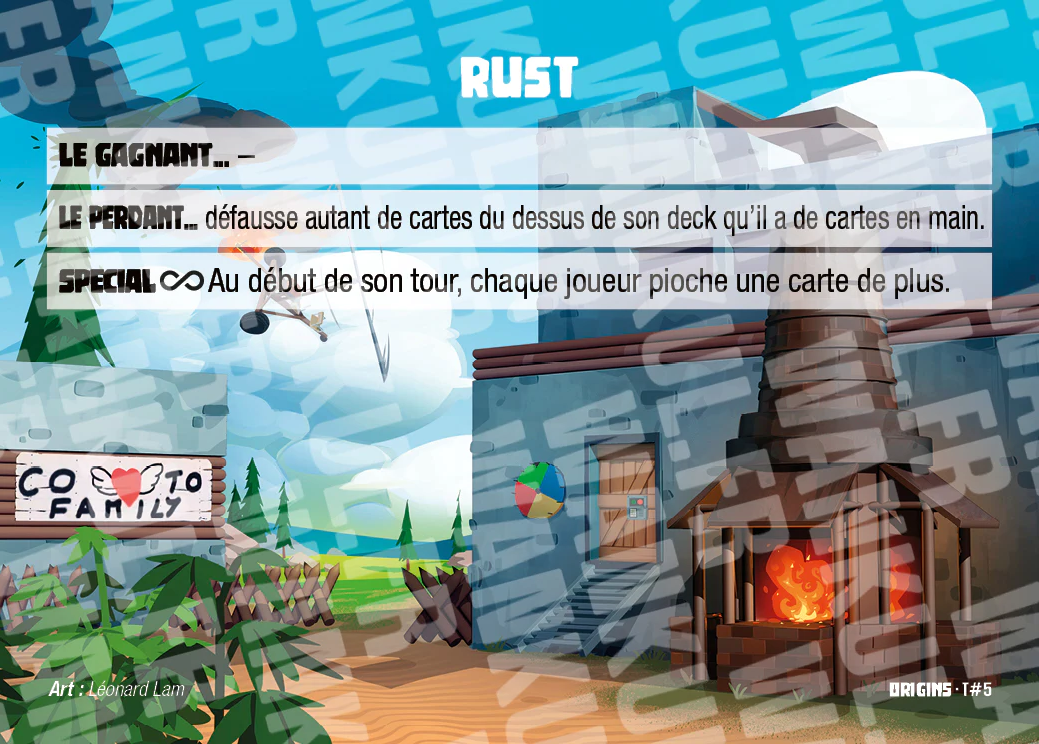 RUST
LE GAGNANT... –
LE PERDANT... défausse autant de cartes du dessus de son deck qu'il a de cartes en main.
SPECIAL ∞ Au début de son tour, chaque joueur pioche une carte de plus.
CO TO
FAMILY
Art : Léonard Lam
ORIGINS · T#5